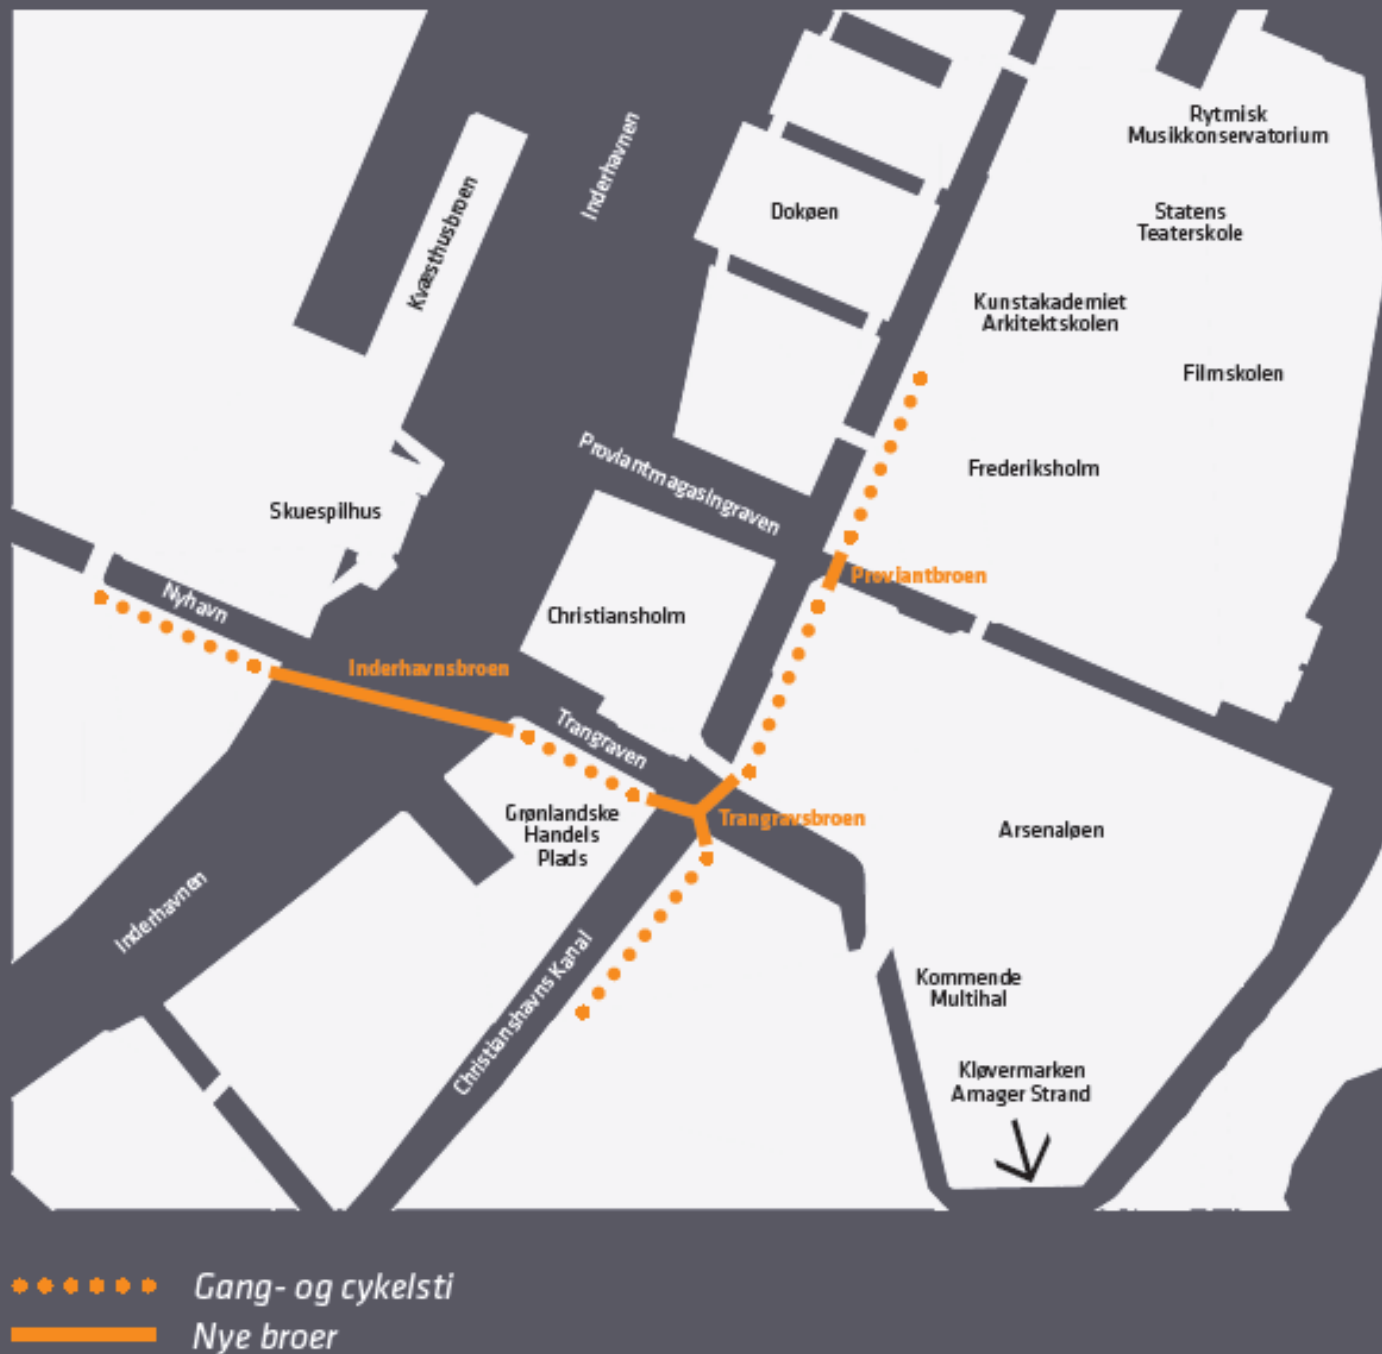 Rytmisk
Musikkonservatorium
Inderhavnen
Kvæsthusbroen
Dokøen
Statens
Teaterskole
Kunstakademiet
Arkitektskolen
Filmskolen
Proviantmagasingraven
Frederiksholm
Skuespilhus
Proviantbroen
Nyhavn
Christiansholm
Inderhavnsbroen
Trangraven
Grønlandske
Handels
Plads
Trangravsbroen
Arsenaløen
Inderhavnen
Christianshavns Kanal
Kommende
Multihal
Kløvermarken
Amager Strand
Gang- og cykelsti
Nye broer